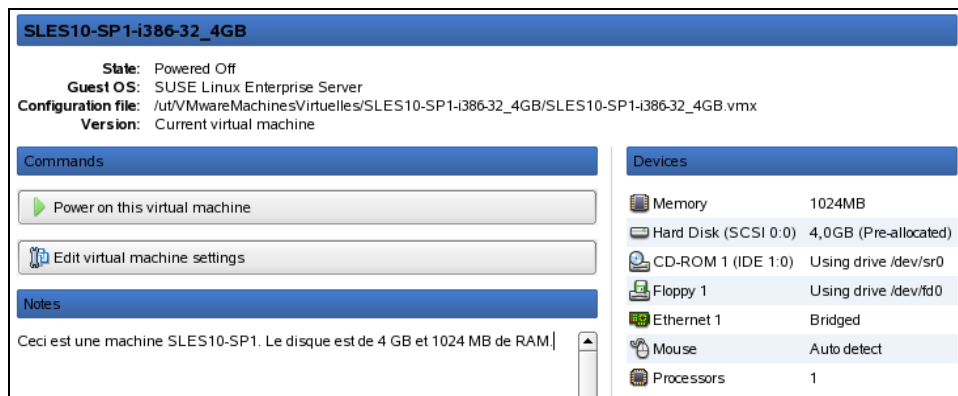 SLES10-SP1-i386-32_4GB
State: Powered Off
Guest OS: SUSE Linux Enterprise Server
Configuration file: /ut/VMwareMachinesVirtuelles/SLES10-SP1-i386-32_4GB/SLES10-SP1-i386-32_4GB.vmx
Version: Current virtual machine
Commands
Power on this virtual machine
Edit virtual machine settings
Notes
Ceci est une machine SLES10-SP1. Le disque est de 4 GB et 1024 MB de RAM.
Devices
Memory 1024MB
Hard Disk (SCSI 0:0) 4,0GB (Pre-allocated)
CD-ROM 1 (IDE 1:0) Using drive /dev/sr0
Floppy 1 Using drive /dev/fd0
Ethernet 1 Bridged
Mouse Auto detect
Processors 1